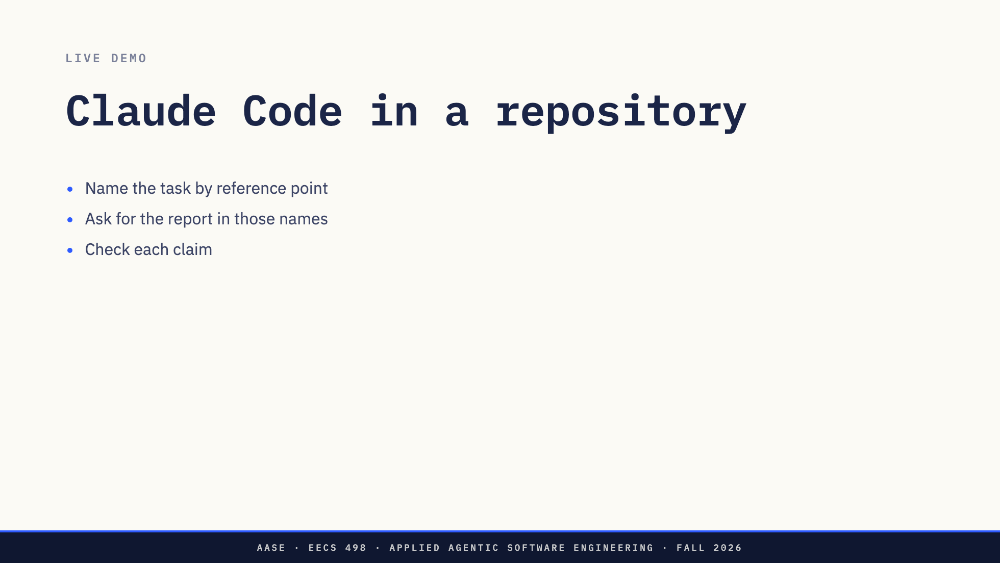 LIVE DEMO
Claude Code in a repository
• Name the task by reference point
• Ask for the report in those names
• Check each claim
AASE · EECS 498 · APPLIED AGENTIC SOFTWARE ENGINEERING · FALL 2026